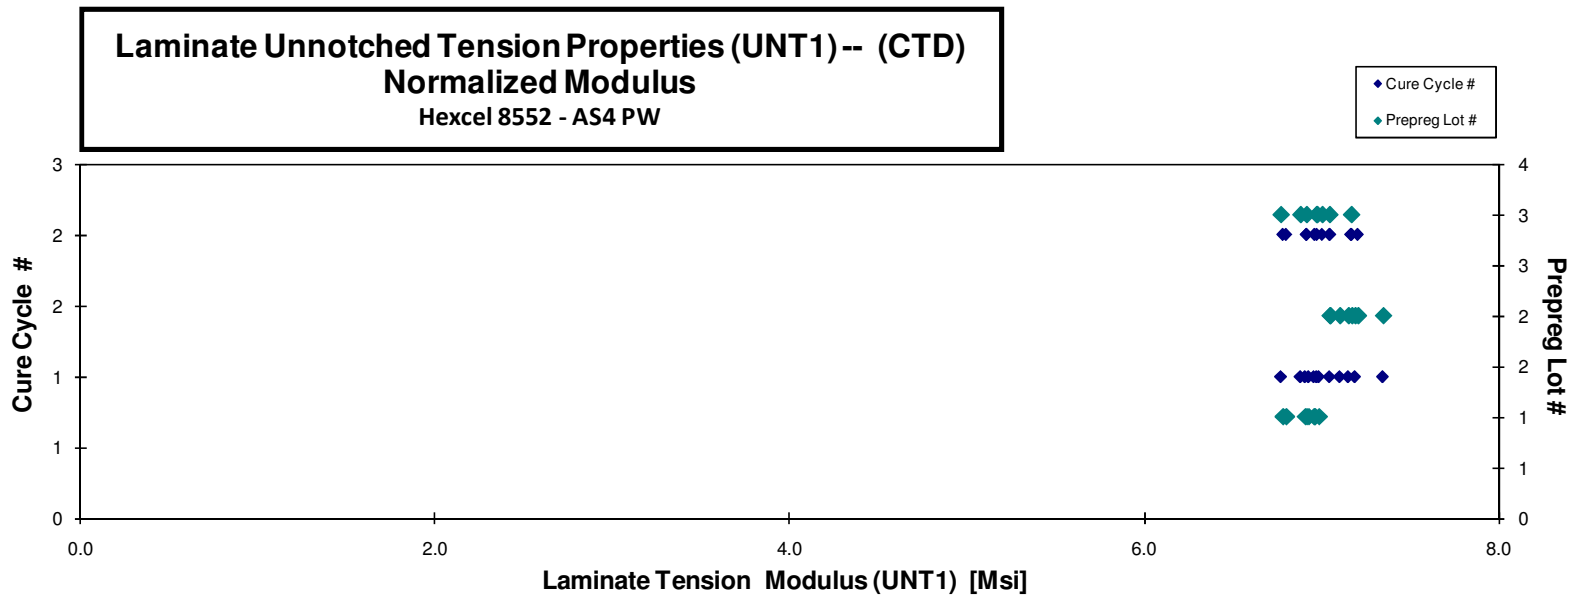 Laminate Unnotched Tension Properties (UNT1) -- (CTD)
Normalized Modulus
Hexcel 8552 - AS4 PW
Cure Cycle #
Prepreg Lot #
3
2
2
1
1
0
Cure Cycle #
4
3
3
2
2
1
1
0
Prepreg Lot #
0.0 2.0 4.0 6.0 8.0
Laminate Tension Modulus (UNT1) [Msi]